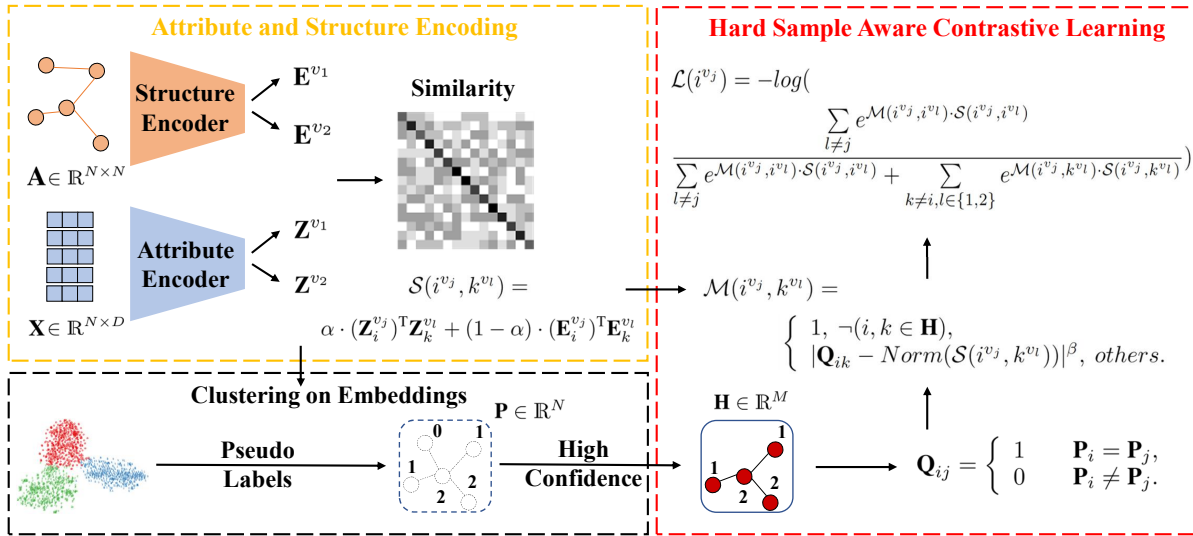 Attribute and Structure Encoding
Structure
Encoder
E^{v_1}
E^{v_2}
A ∈ ℝ^{N×N}
Attribute
Encoder
Z^{v_1}
Z^{v_2}
X ∈ ℝ^{N×D}
Similarity
S(i^{v_j}, k^{v_l}) =
α · (Z_i^{v_j})^T Z_k^{v_l} + (1 − α) · (E_i^{v_j})^T E_k^{v_l}
Clustering on Embeddings
Pseudo
Labels
P ∈ ℝ^N
0
1
1
2
2
High
Confidence
Hard Sample Aware Contrastive Learning
L(i^{v_j}) = −log(
∑_{l≠j} e^{M(i^{v_j}, i^{v_l})·S(i^{v_j}, i^{v_l})}
∑_{l≠j} e^{M(i^{v_j}, i^{v_l})·S(i^{v_j}, i^{v_l})} + ∑_{k≠i, l∈{1,2}} e^{M(i^{v_j}, k^{v_l})·S(i^{v_j}, k^{v_l})} )
M(i^{v_j}, k^{v_l}) =
{ 1, ¬(i, k ∈ H),
|Q_{ik} − Norm(S(i^{v_j}, k^{v_l}))|^β, others.
H ∈ ℝ^M
1
1
2
2
Q_{ij} = { 1 P_i = P_j,
0 P_i ≠ P_j.